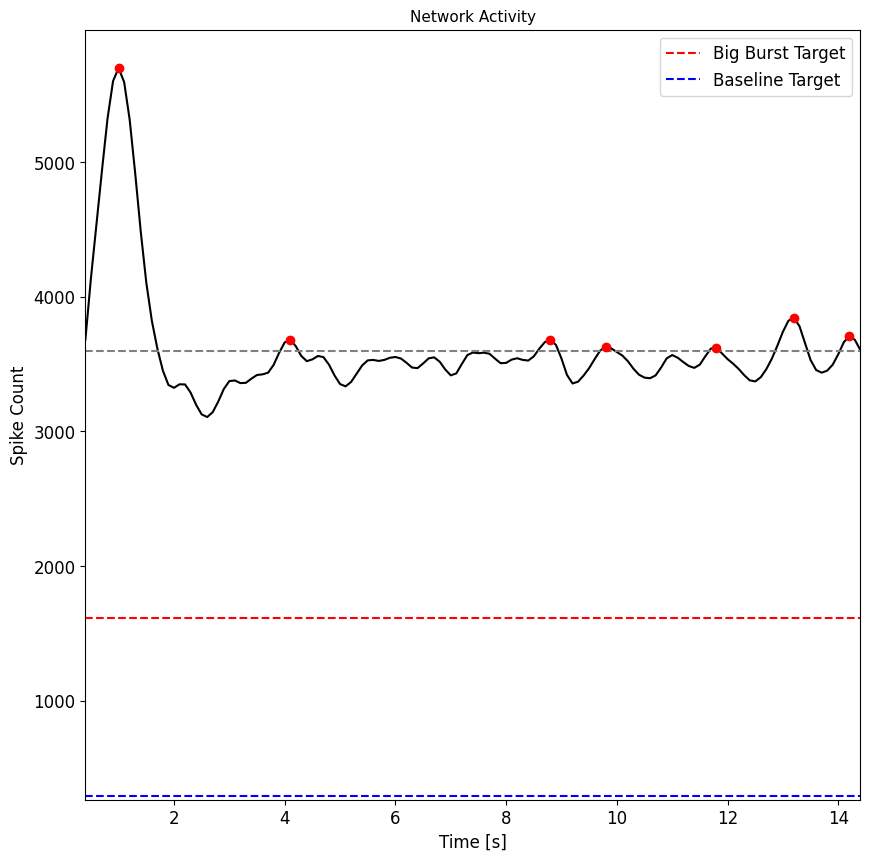 Network Activity
Big Burst Target
Baseline Target
Spike Count
5000
4000
3000
2000
1000
2 4 6 8 10 12 14
Time [s]